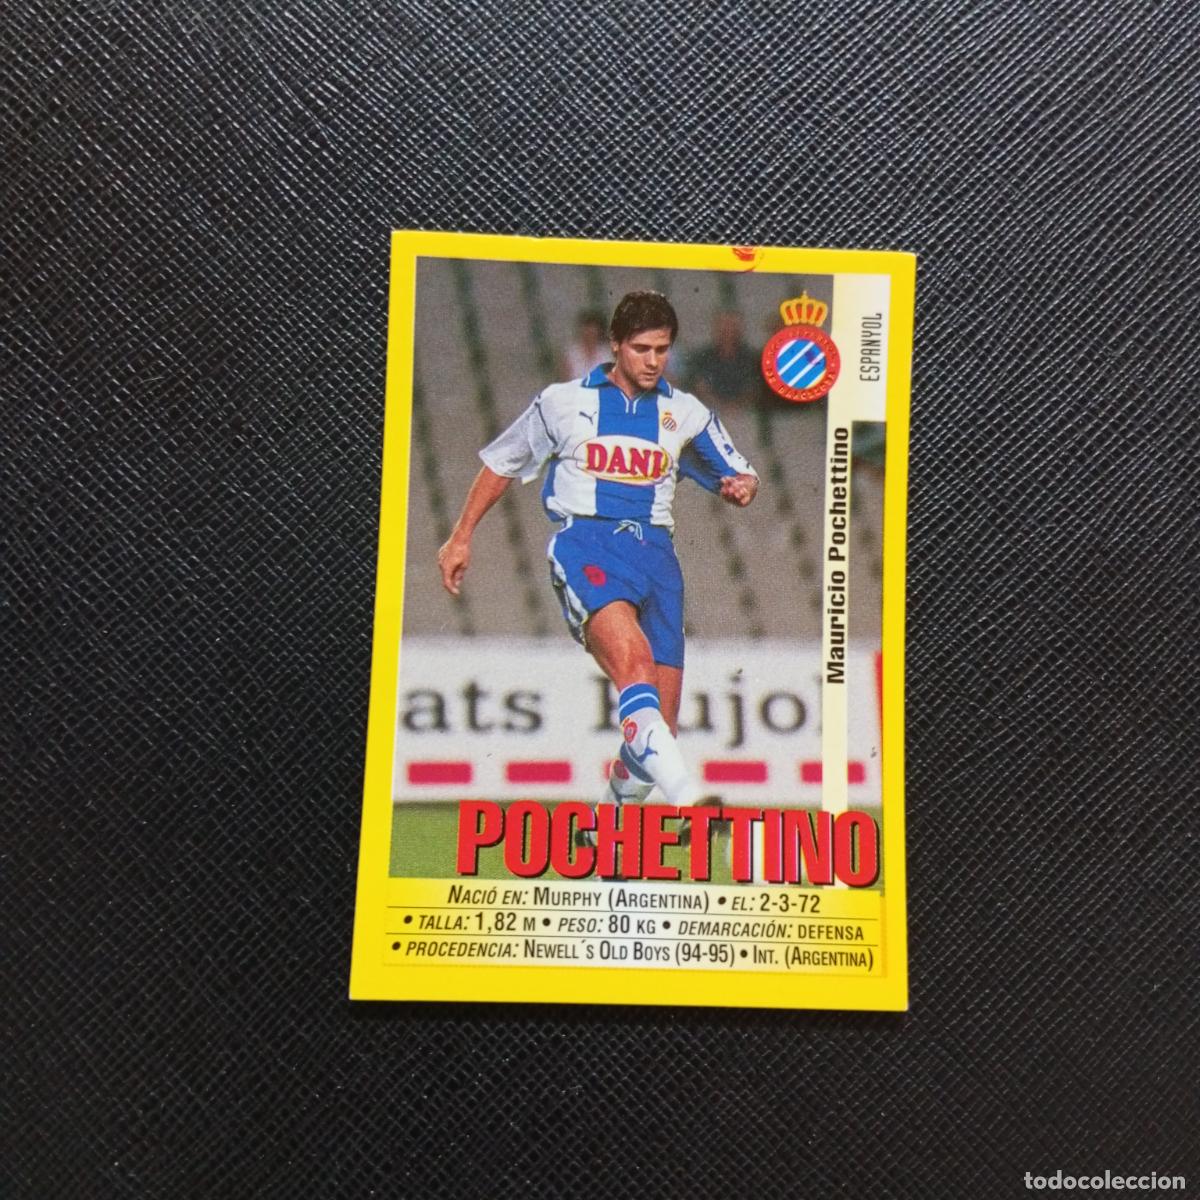 ESPANYOL
Mauricio Pochettino
DANI
ats Pujol
POCHETTINO
NACIÓ EN: MURPHY (ARGENTINA) • EL: 2-3-72
• TALLA: 1,82 M • PESO: 80 KG • DEMARCACIÓN: DEFENSA
• PROCEDENCIA: NEWELL´S OLD BOYS (94-95) • INT. (ARGENTINA)
todocoleccion